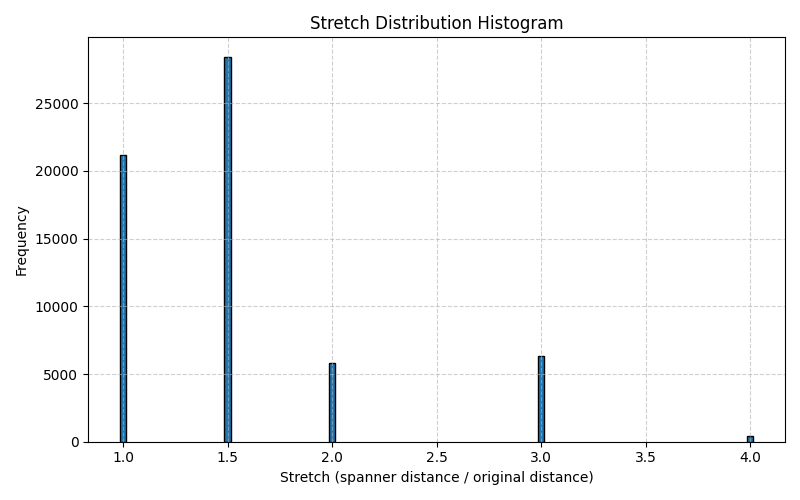 Stretch Distribution Histogram
Frequency
25000
20000
15000
10000
5000
0
1.0 1.5 2.0 2.5 3.0 3.5 4.0
Stretch (spanner distance / original distance)